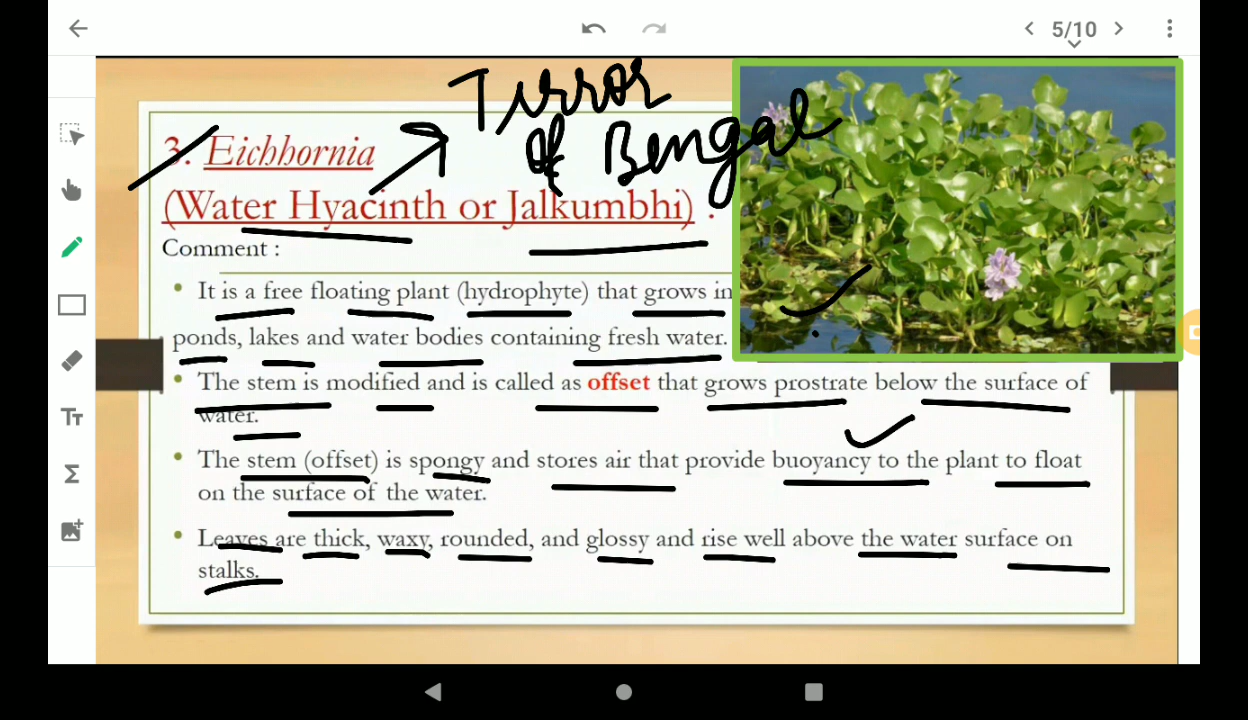 5/10
Terror
of Bengal
3. Eichhornia
(Water Hyacinth or Jalkumbhi) .
Comment :
• It is a free floating plant (hydrophyte) that grows in
ponds, lakes and water bodies containing fresh water.
• The stem is modified and is called as offset that grows prostrate below the surface of
water.
• The stem (offset) is spongy and stores air that provide buoyancy to the plant to float
on the surface of the water.
• Leaves are thick, waxy, rounded, and glossy and rise well above the water surface on
stalks.
Tт
Σ